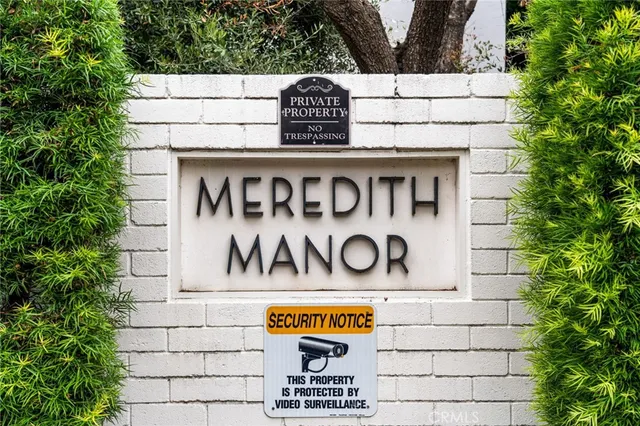 PRIVATE
PROPERTY
NO
TRESPASSING
MEREDITH
MANOR
SECURITY NOTICE
THIS PROPERTY
IS PROTECTED BY
VIDEO SURVEILLANCE.
CRMLS